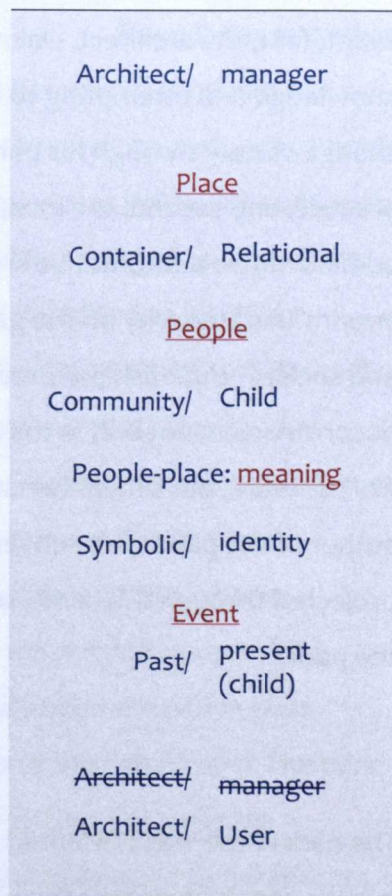 Architect/ manager
Place
Container/ Relational
People
Community/ Child
People-place: meaning
Symbolic/ identity
Event
Past/ present
(child)
Architect/ manager
Architect/ User